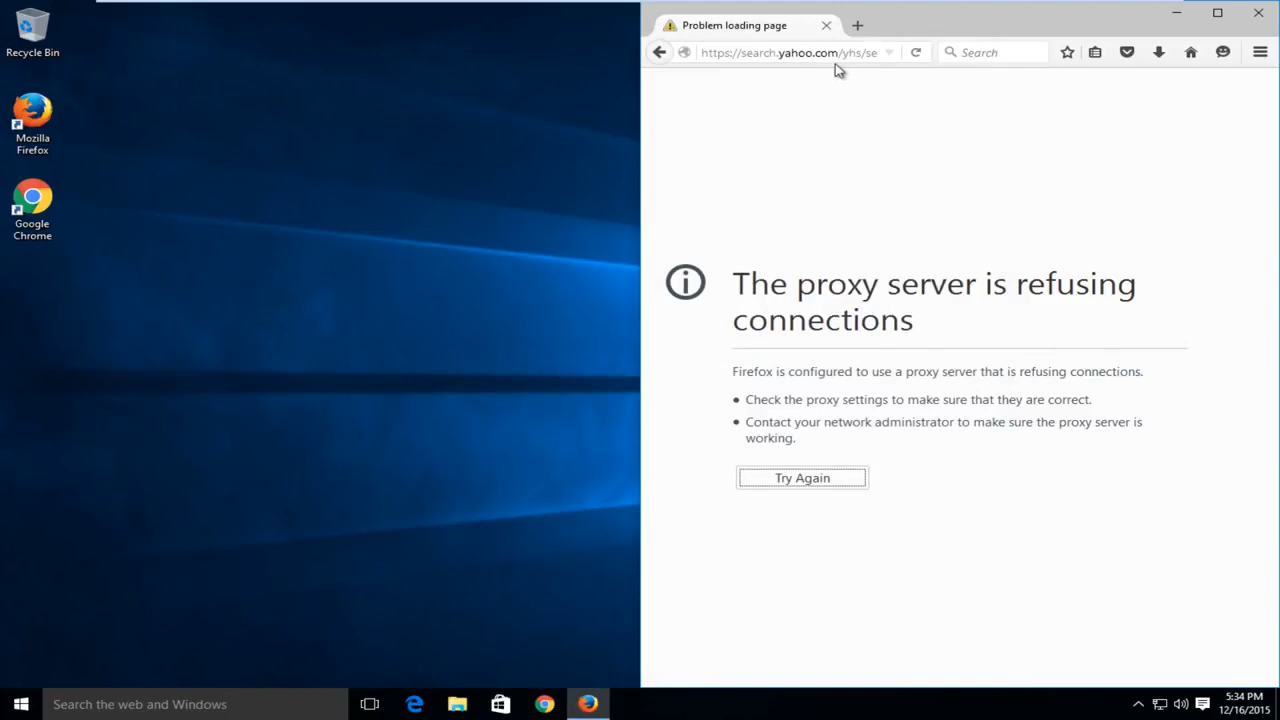 Recycle Bin
Mozilla
Firefox
Google
Chrome
Problem loading page
https://search.yahoo.com/yhs/se
Search
The proxy server is refusing
connections
Firefox is configured to use a proxy server that is refusing connections.
Check the proxy settings to make sure that they are correct.
Contact your network administrator to make sure the proxy server is
working.
Try Again
Search the web and Windows
5:34 PM
12/16/2015